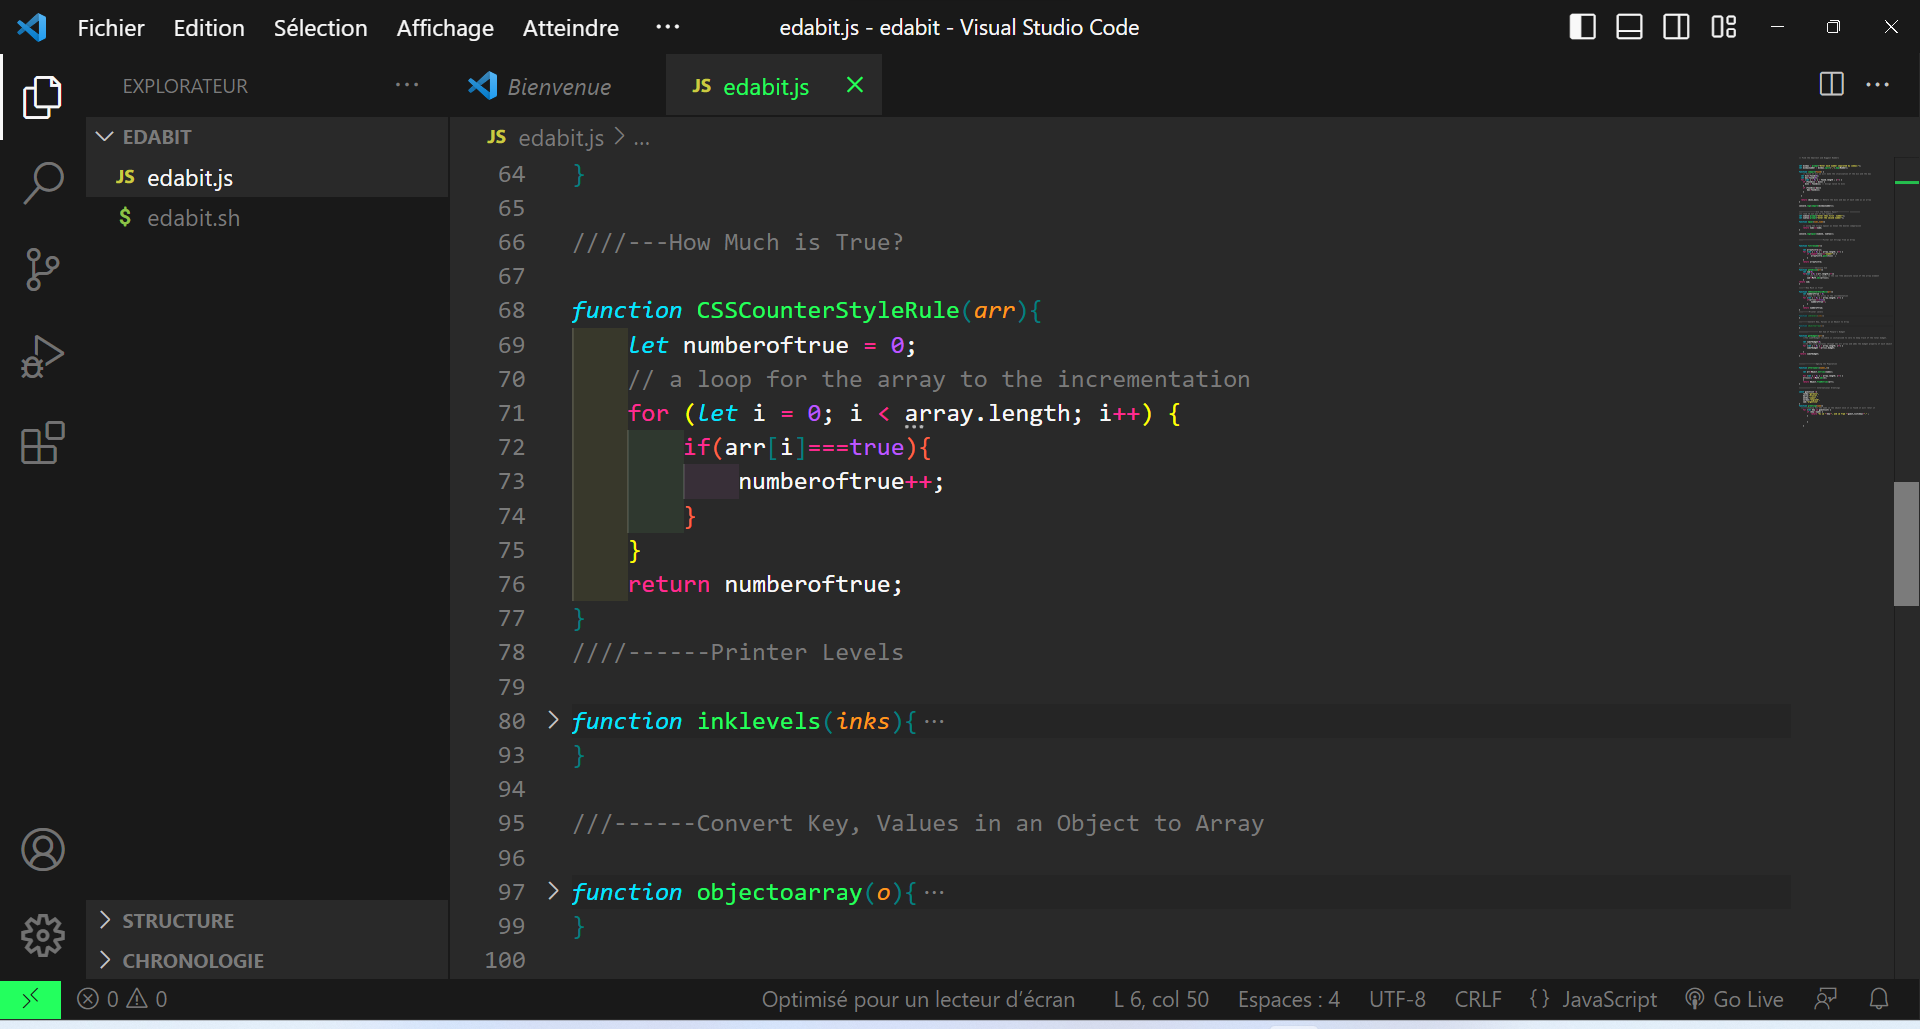 Fichier Edition Sélection Affichage Atteindre ··· edabit.js - edabit - Visual Studio Code
EXPLORATEUR ···
EDABIT
JS edabit.js
$ edabit.sh
STRUCTURE
CHRONOLOGIE
Bienvenue JS edabit.js
JS edabit.js > ...
64 }
65
66 ////---How Much is True?
67
68 function CSSCounterStyleRule(arr){
69 let numberoftrue = 0;
70 // a loop for the array to the incrementation
71 for (let i = 0; i < array.length; i++) {
72 if(arr[i]===true){
73 numberoftrue++;
74 }
75 }
76 return numberoftrue;
77 }
78 ////------Printer Levels
79
80 function inklevels(inks){ ···
93 }
94
95 ///------Convert Key, Values in an Object to Array
96
97 function objectoarray(o){ ···
99 }
100
0 0 Optimisé pour un lecteur d’écran L 6, col 50 Espaces : 4 UTF-8 CRLF {} JavaScript Go Live